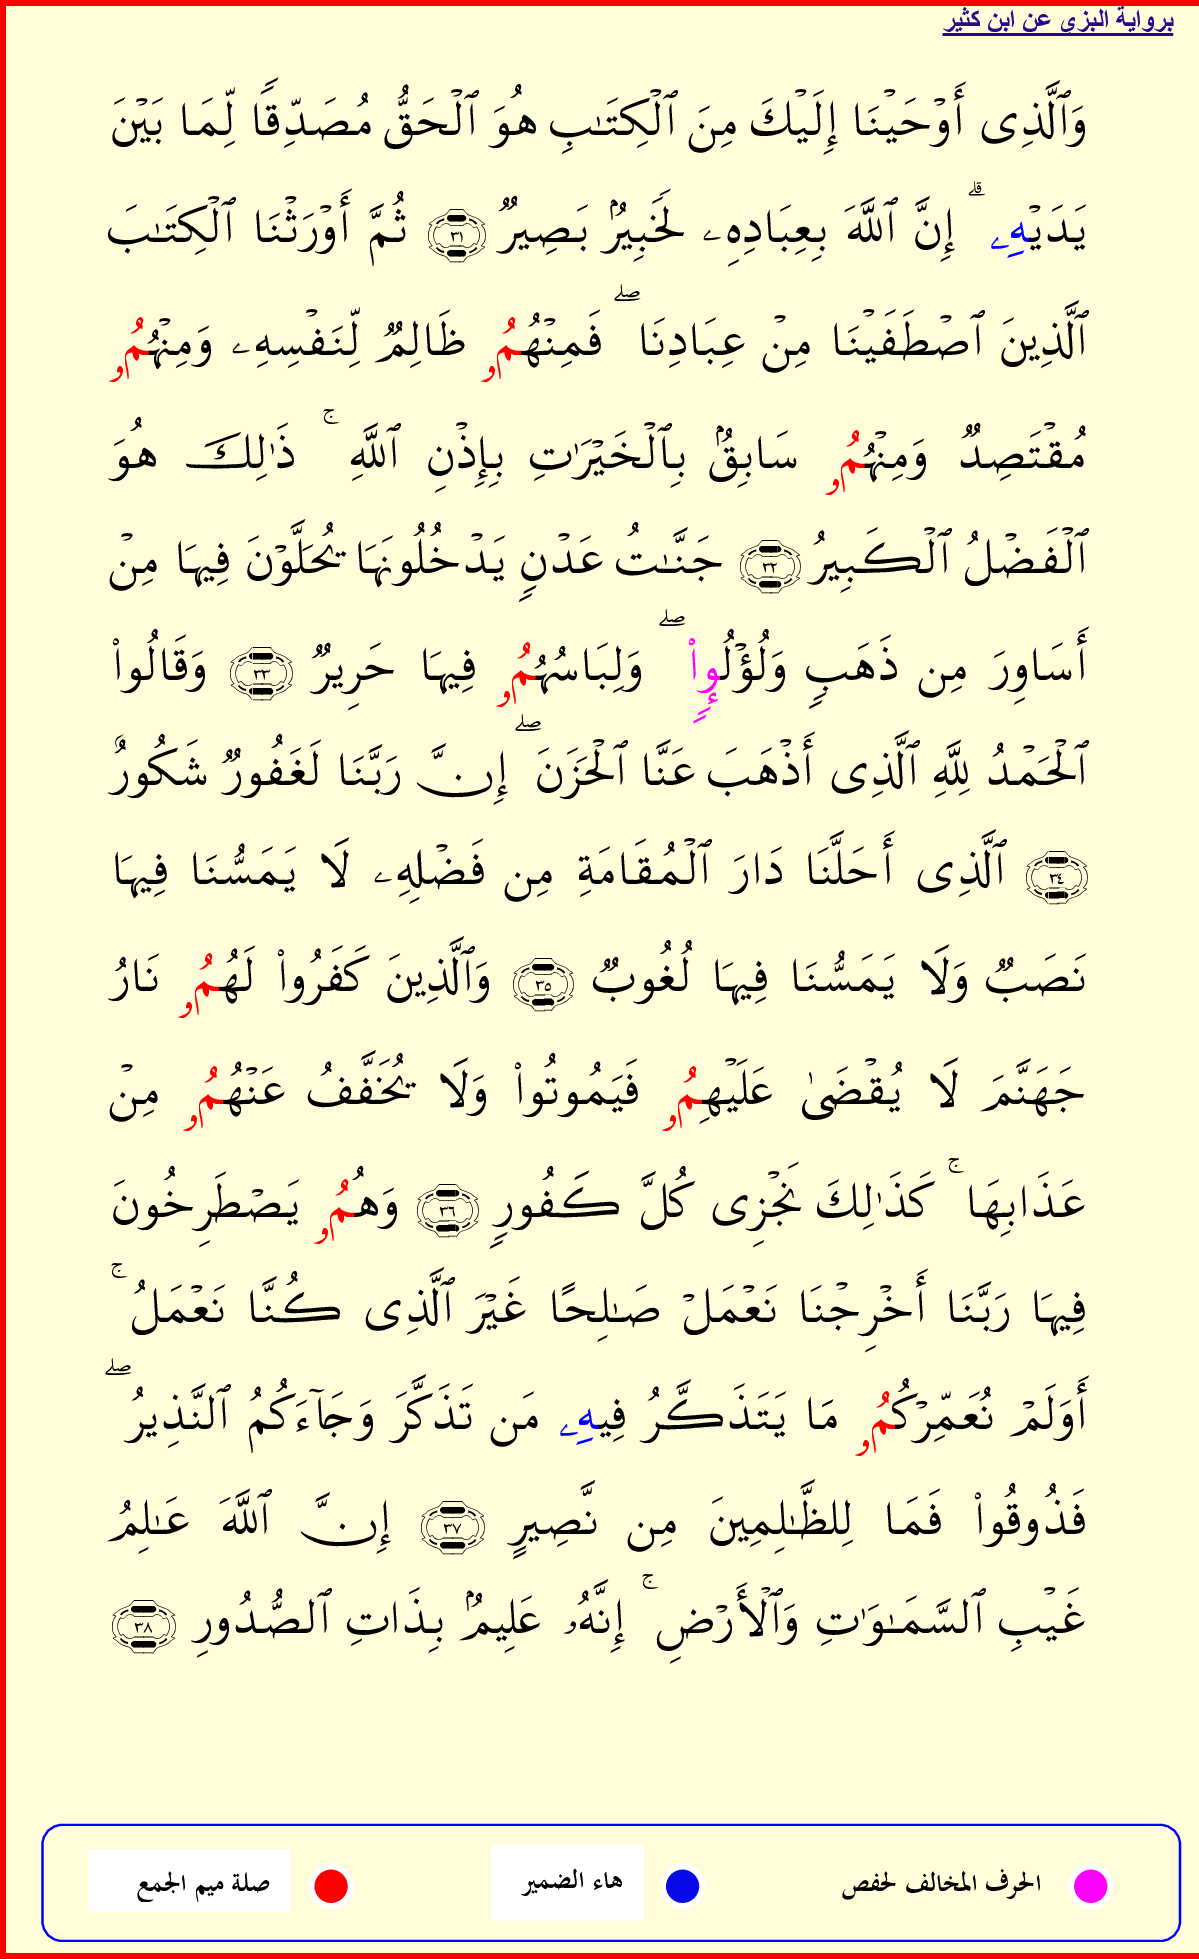 برواية البزى عن ابن كثير
وَٱلَّذِى أَوۡحَيۡنَا إِلَيۡكَ مِنَ ٱلۡكِتَـٰبِ هُوَ ٱلۡحَقُّ مُصَدِّقࣰا لِّمَا بَيۡنَ
يَدَيۡهِۦ ۗ إِنَّ ٱللَّهَ بِعِبَادِهِۦ لَخَبِيرُۢ بَصِيرࣱ ٣١ ثُمَّ أَوۡرَثۡنَا ٱلۡكِتَـٰبَ
ٱلَّذِينَ ٱصۡطَفَيۡنَا مِنۡ عِبَادِنَا ۖ فَمِنۡهُمُۥ ظَالِمࣱ لِّنَفۡسِهِۦ وَمِنۡهُمُۥ
مُقۡتَصِدࣱ وَمِنۡهُمُۥ سَابِقُۢ بِٱلۡخَيۡرَٰتِ بِإِذۡنِ ٱللَّهِ ۚ ذَٰلِكَ هُوَ
ٱلۡفَضۡلُ ٱلۡكَبِيرُ ٣٢ جَنَّـٰتُ عَدۡنࣲ يَدۡخُلُونَهَا يُحَلَّوۡنَ فِيهَا مِنۡ
أَسَاوِرَ مِن ذَهَبࣲ وَلُؤۡلُوࣲٕا۟ ۖ وَلِبَاسُهُمُۥ فِيهَا حَرِيرࣱ ٣٣ وَقَالُوا۟
ٱلۡحَمۡدُ لِلَّهِ ٱلَّذِى أَذۡهَبَ عَنَّا ٱلۡحَزَنَ ۖ إِنَّ رَبَّنَا لَغَفُورࣱ شَكُورٌ
٣٤ ٱلَّذِى أَحَلَّنَا دَارَ ٱلۡمُقَامَةِ مِن فَضۡلِهِۦ لَا يَمَسُّنَا فِيهَا
نَصَبࣱ وَلَا يَمَسُّنَا فِيهَا لُغُوبࣱ ٣٥ وَٱلَّذِينَ كَفَرُوا۟ لَهُمُۥ نَارُ
جَهَنَّمَ لَا يُقۡضَىٰ عَلَيۡهِمُۥ فَيَمُوتُوا۟ وَلَا يُخَفَّفُ عَنۡهُمُۥ مِنۡ
عَذَابِهَا ۚ كَذَٰلِكَ نَجۡزِى كُلَّ كَفُورࣲ ٣٦ وَهُمُۥ يَصۡطَرِخُونَ
فِيهَا رَبَّنَا أَخۡرِجۡنَا نَعۡمَلۡ صَـٰلِحًا غَيۡرَ ٱلَّذِى كُنَّا نَعۡمَلُ ۚ
أَوَلَمۡ نُعَمِّرۡكُمُۥ مَا يَتَذَكَّرُ فِيهِۦ مَن تَذَكَّرَ وَجَآءَكُمُ ٱلنَّذِيرُ ۖ
فَذُوقُوا۟ فَمَا لِلظَّـٰلِمِينَ مِن نَّصِيرٍ ٣٧ إِنَّ ٱللَّهَ عَـٰلِمُ
غَيۡبِ ٱلسَّمَـٰوَٰتِ وَٱلۡأَرۡضِ ۚ إِنَّهُۥ عَلِيمُۢ بِذَاتِ ٱلصُّدُورِ ٣٨
الحرف المخالف لحفص هاء الضمير صلة ميم الجمع